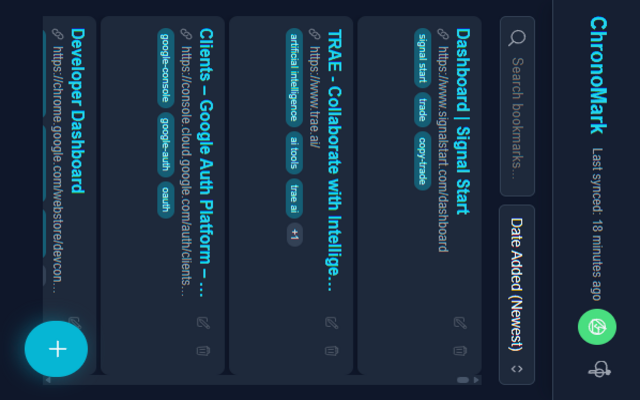 ChronoMark Last synced: 18 minutes ago
Search bookmarks... Date Added (Newest)
Dashboard | Signal Start
https://www.signalstart.com/dashboard
signal start trade copy-trade
TRAE - Collaborate with Intellige...
https://www.trae.ai/
artificial intelligence ai tools trae ai +1
Clients – Google Auth Platform – ...
https://console.cloud.google.com/auth/clients...
google-console google-auth oauth
Developer Dashboard
https://chrome.google.com/webstore/devcon...